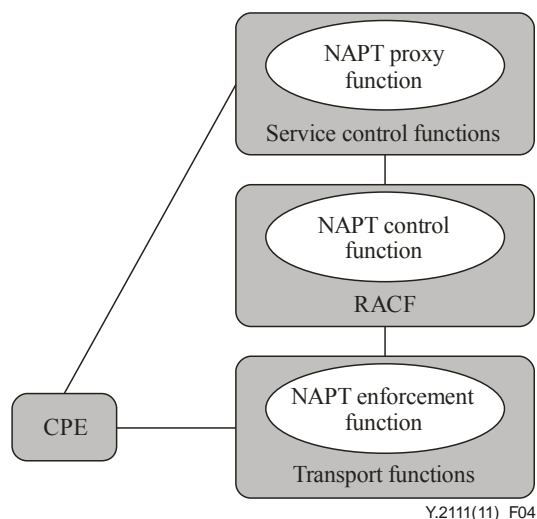 NAPT proxy
function
Service control functions
NAPT control
function
RACF
NAPT enforcement
function
CPE
Transport functions
Y.2111(11)_F04